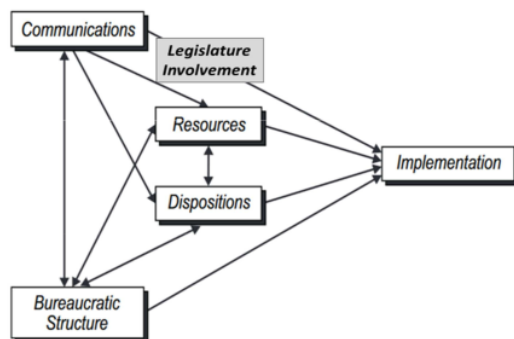 Communications
Legislature
Involvement
Resources
Implementation
Dispositions
Bureaucratic
Structure